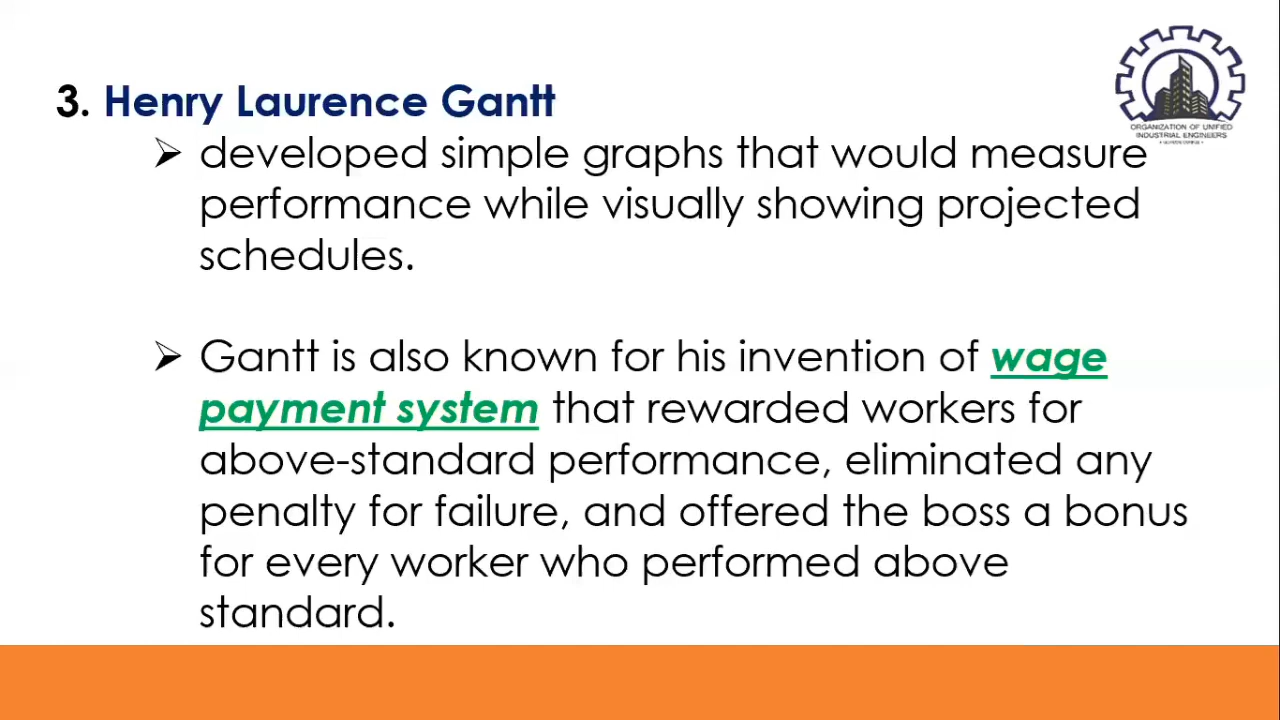 3. Henry Laurence Gantt
➢ developed simple graphs that would measure
performance while visually showing projected
schedules.
➢ Gantt is also known for his invention of wage
payment system that rewarded workers for
above-standard performance, eliminated any
penalty for failure, and offered the boss a bonus
for every worker who performed above
standard.
ORGANIZATION OF UNIFIED
INDUSTRIAL ENGINEERS